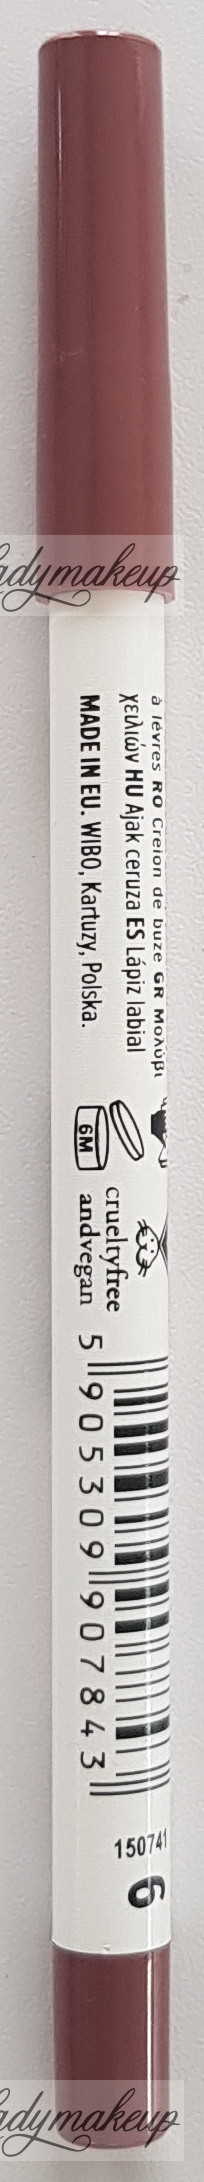 à lèvres RO Creion de buze GR Μολύβι
χειλιών HU Ajak ceruza ES Lápiz labial
MADE IN EU. WIBO, Kartuzy, Polska.
6M
crueltyfree
andvegan
5 905309 907843
150741
6
ladymakeup
ladymakeup